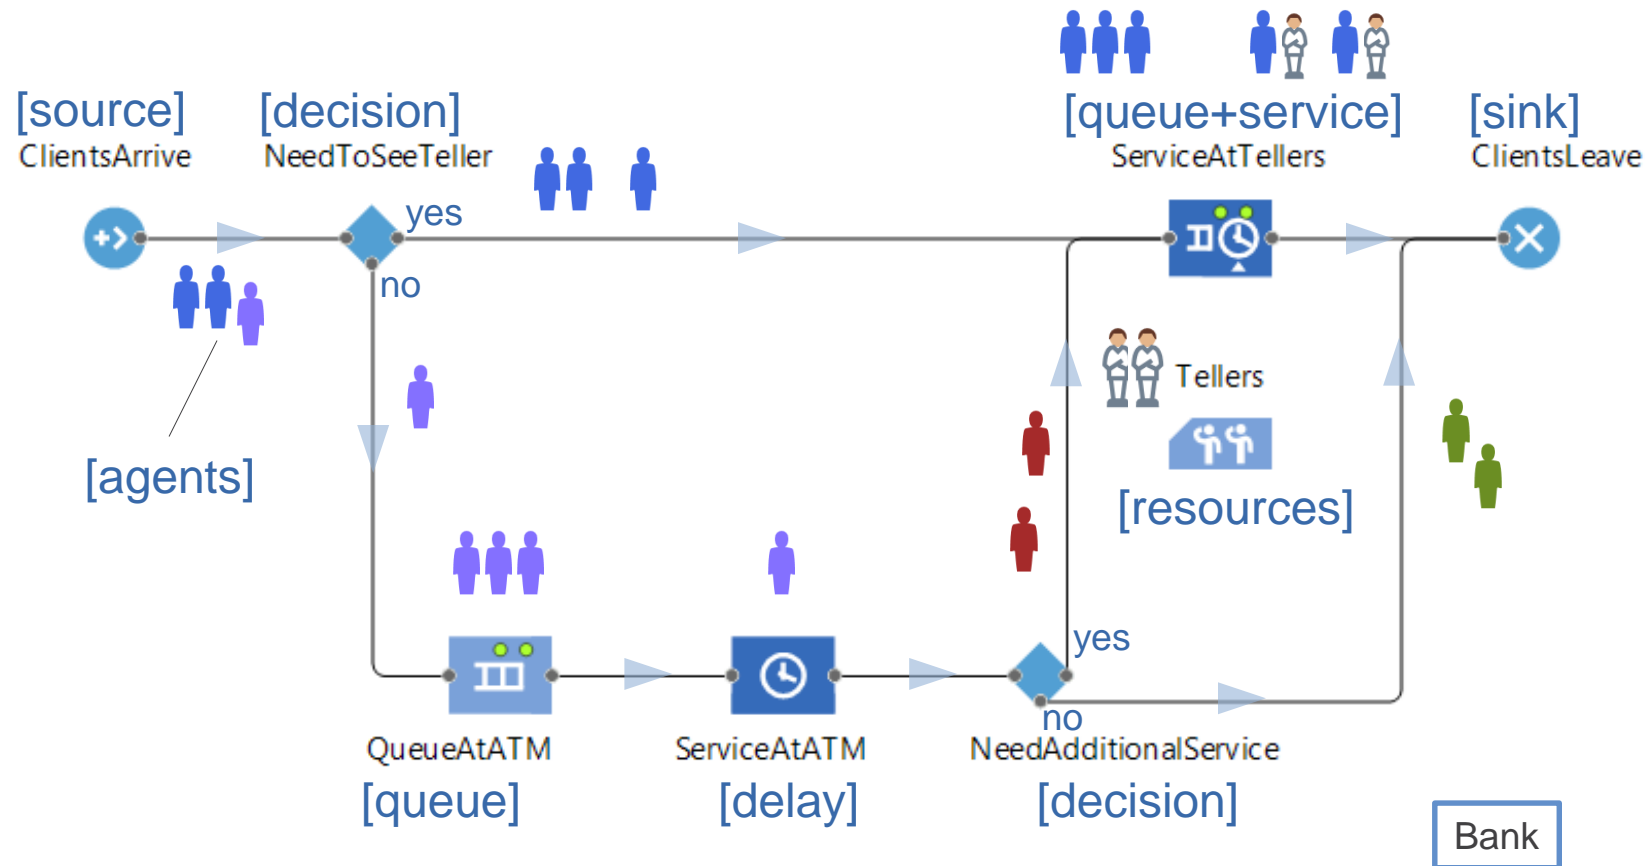 [source]
ClientsArrive
[decision]
NeedToSeeTeller
[queue+service]
ServiceAtTellers
[sink]
ClientsLeave
yes
no
[agents]
Tellers
[resources]
yes
no
QueueAtATM
[queue]
ServiceAtATM
[delay]
NeedAdditionalService
[decision]
Bank